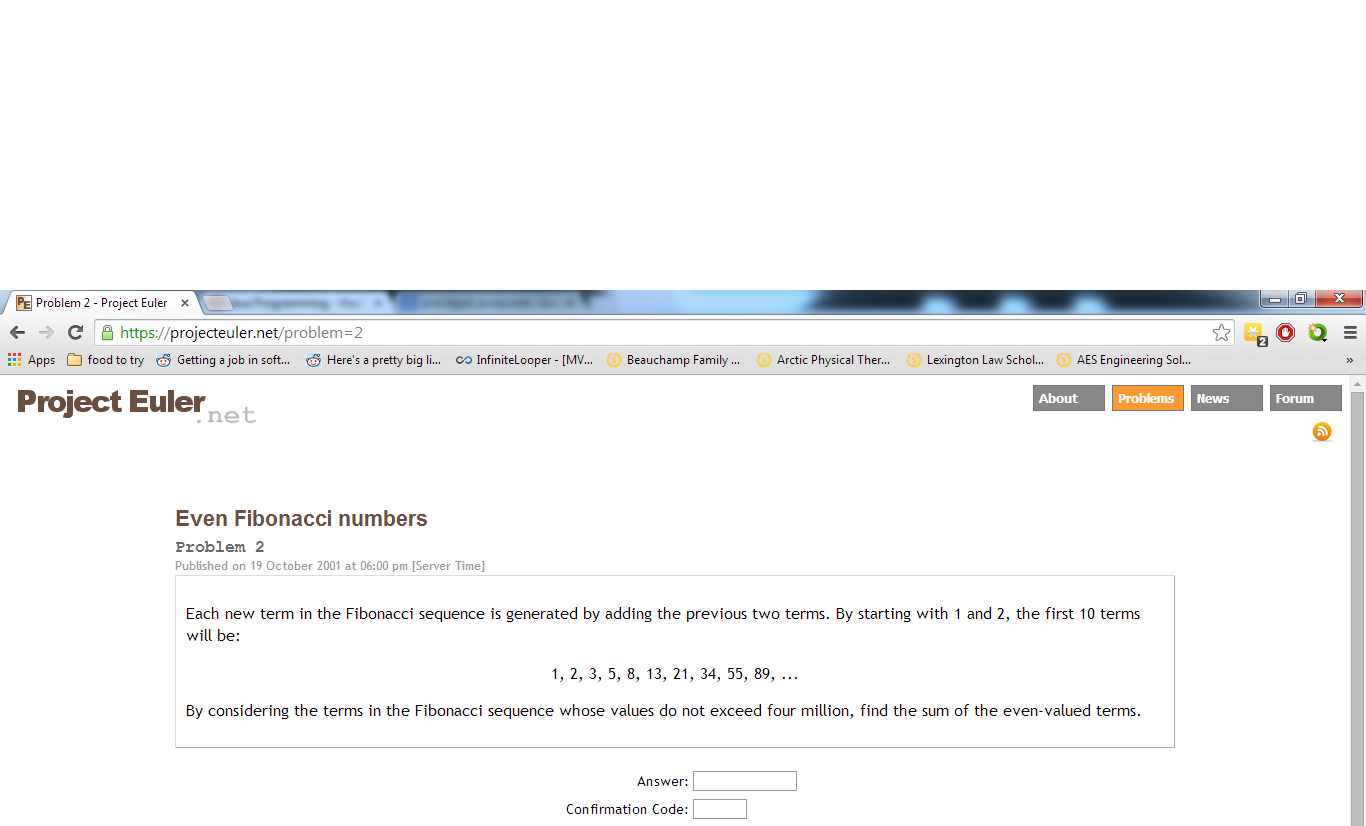 Problem 2 - Project Euler
https://projecteuler.net/problem=2
2
Apps food to try Getting a job in soft... Here's a pretty big li... InfiniteLooper - [MV... Beauchamp Family ... Arctic Physical Ther... Lexington Law Schol... AES Engineering Sol... »
Project Euler.net
About Problems News Forum
Even Fibonacci numbers
Problem 2
Published on 19 October 2001 at 06:00 pm [Server Time]
Each new term in the Fibonacci sequence is generated by adding the previous two terms. By starting with 1 and 2, the first 10 terms
will be:
1, 2, 3, 5, 8, 13, 21, 34, 55, 89, ...
By considering the terms in the Fibonacci sequence whose values do not exceed four million, find the sum of the even-valued terms.
Answer:
Confirmation Code: